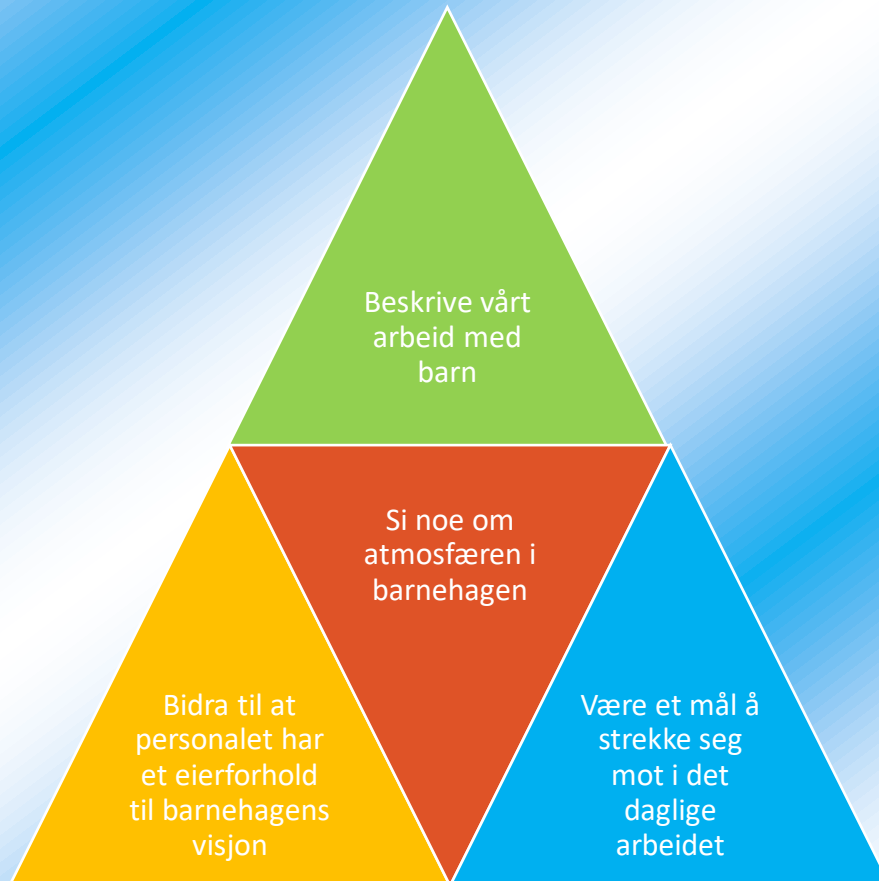 Beskrive vårt
arbeid med
barn
Si noe om
atmosfæren i
barnehagen
Bidra til at
personalet har
et eierforhold
til barnehagens
visjon
Være et mål å
strekke seg
mot i det
daglige
arbeidet